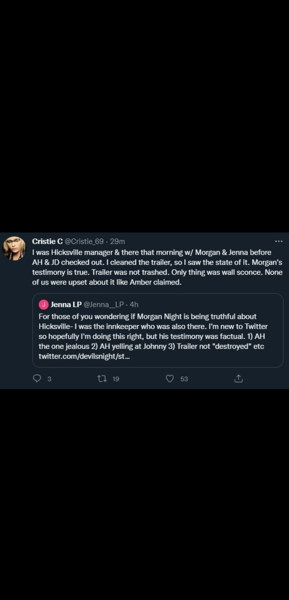 Cristie C @Cristie_69 · 29m
I was Hicksville manager & there that morning w/ Morgan & Jenna before
AH & JD checked out. I cleaned the trailer, so I saw the state of it. Morgan's
testimony is true. Trailer was not trashed. Only thing was wall sconce. None
of us were upset about it like Amber claimed.
Jenna LP @Jenna__LP · 4h
For those of you wondering if Morgan Night is being truthful about
Hicksville- I was the innkeeper who was also there. I'm new to Twitter
so hopefully I'm doing this right, but his testimony was factual. 1) AH
the one jealous 2) AH yelling at Johnny 3) Trailer not "destroyed" etc
twitter.com/devilsnight/st...
3 19 53